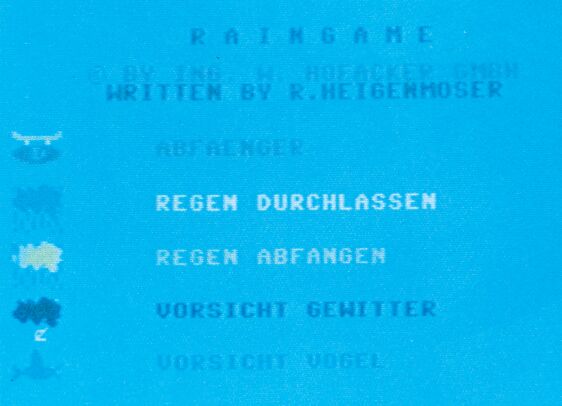 R A I N G A M E
© BY ING. W. HOFACKER GMBH
WRITTEN BY R.HEIGENMOSER
ABFAENGER
REGEN DURCHLASSEN
REGEN ABFANGEN
VORSICHT GEWITTER
VORSICHT VOGEL